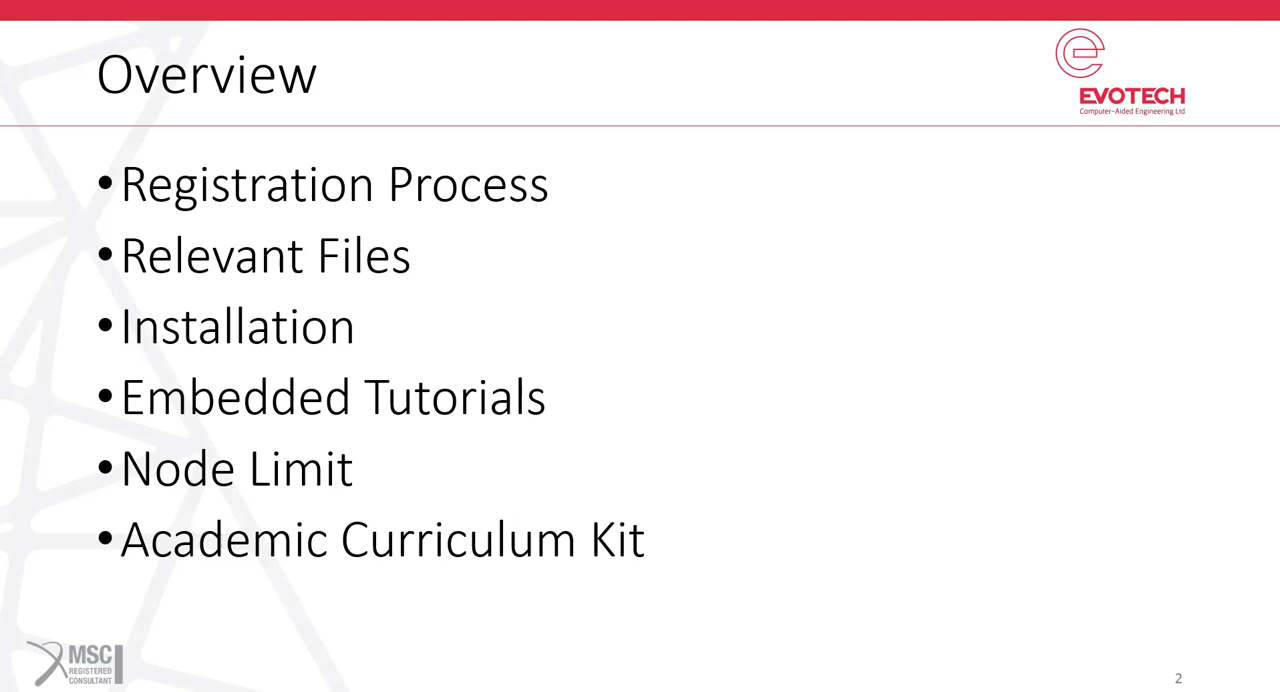 Overview
EVOTECH
Computer-Aided Engineering Ltd
•Registration Process
•Relevant Files
•Installation
•Embedded Tutorials
•Node Limit
•Academic Curriculum Kit
MSC
REGISTERED
CONSULTANT
2